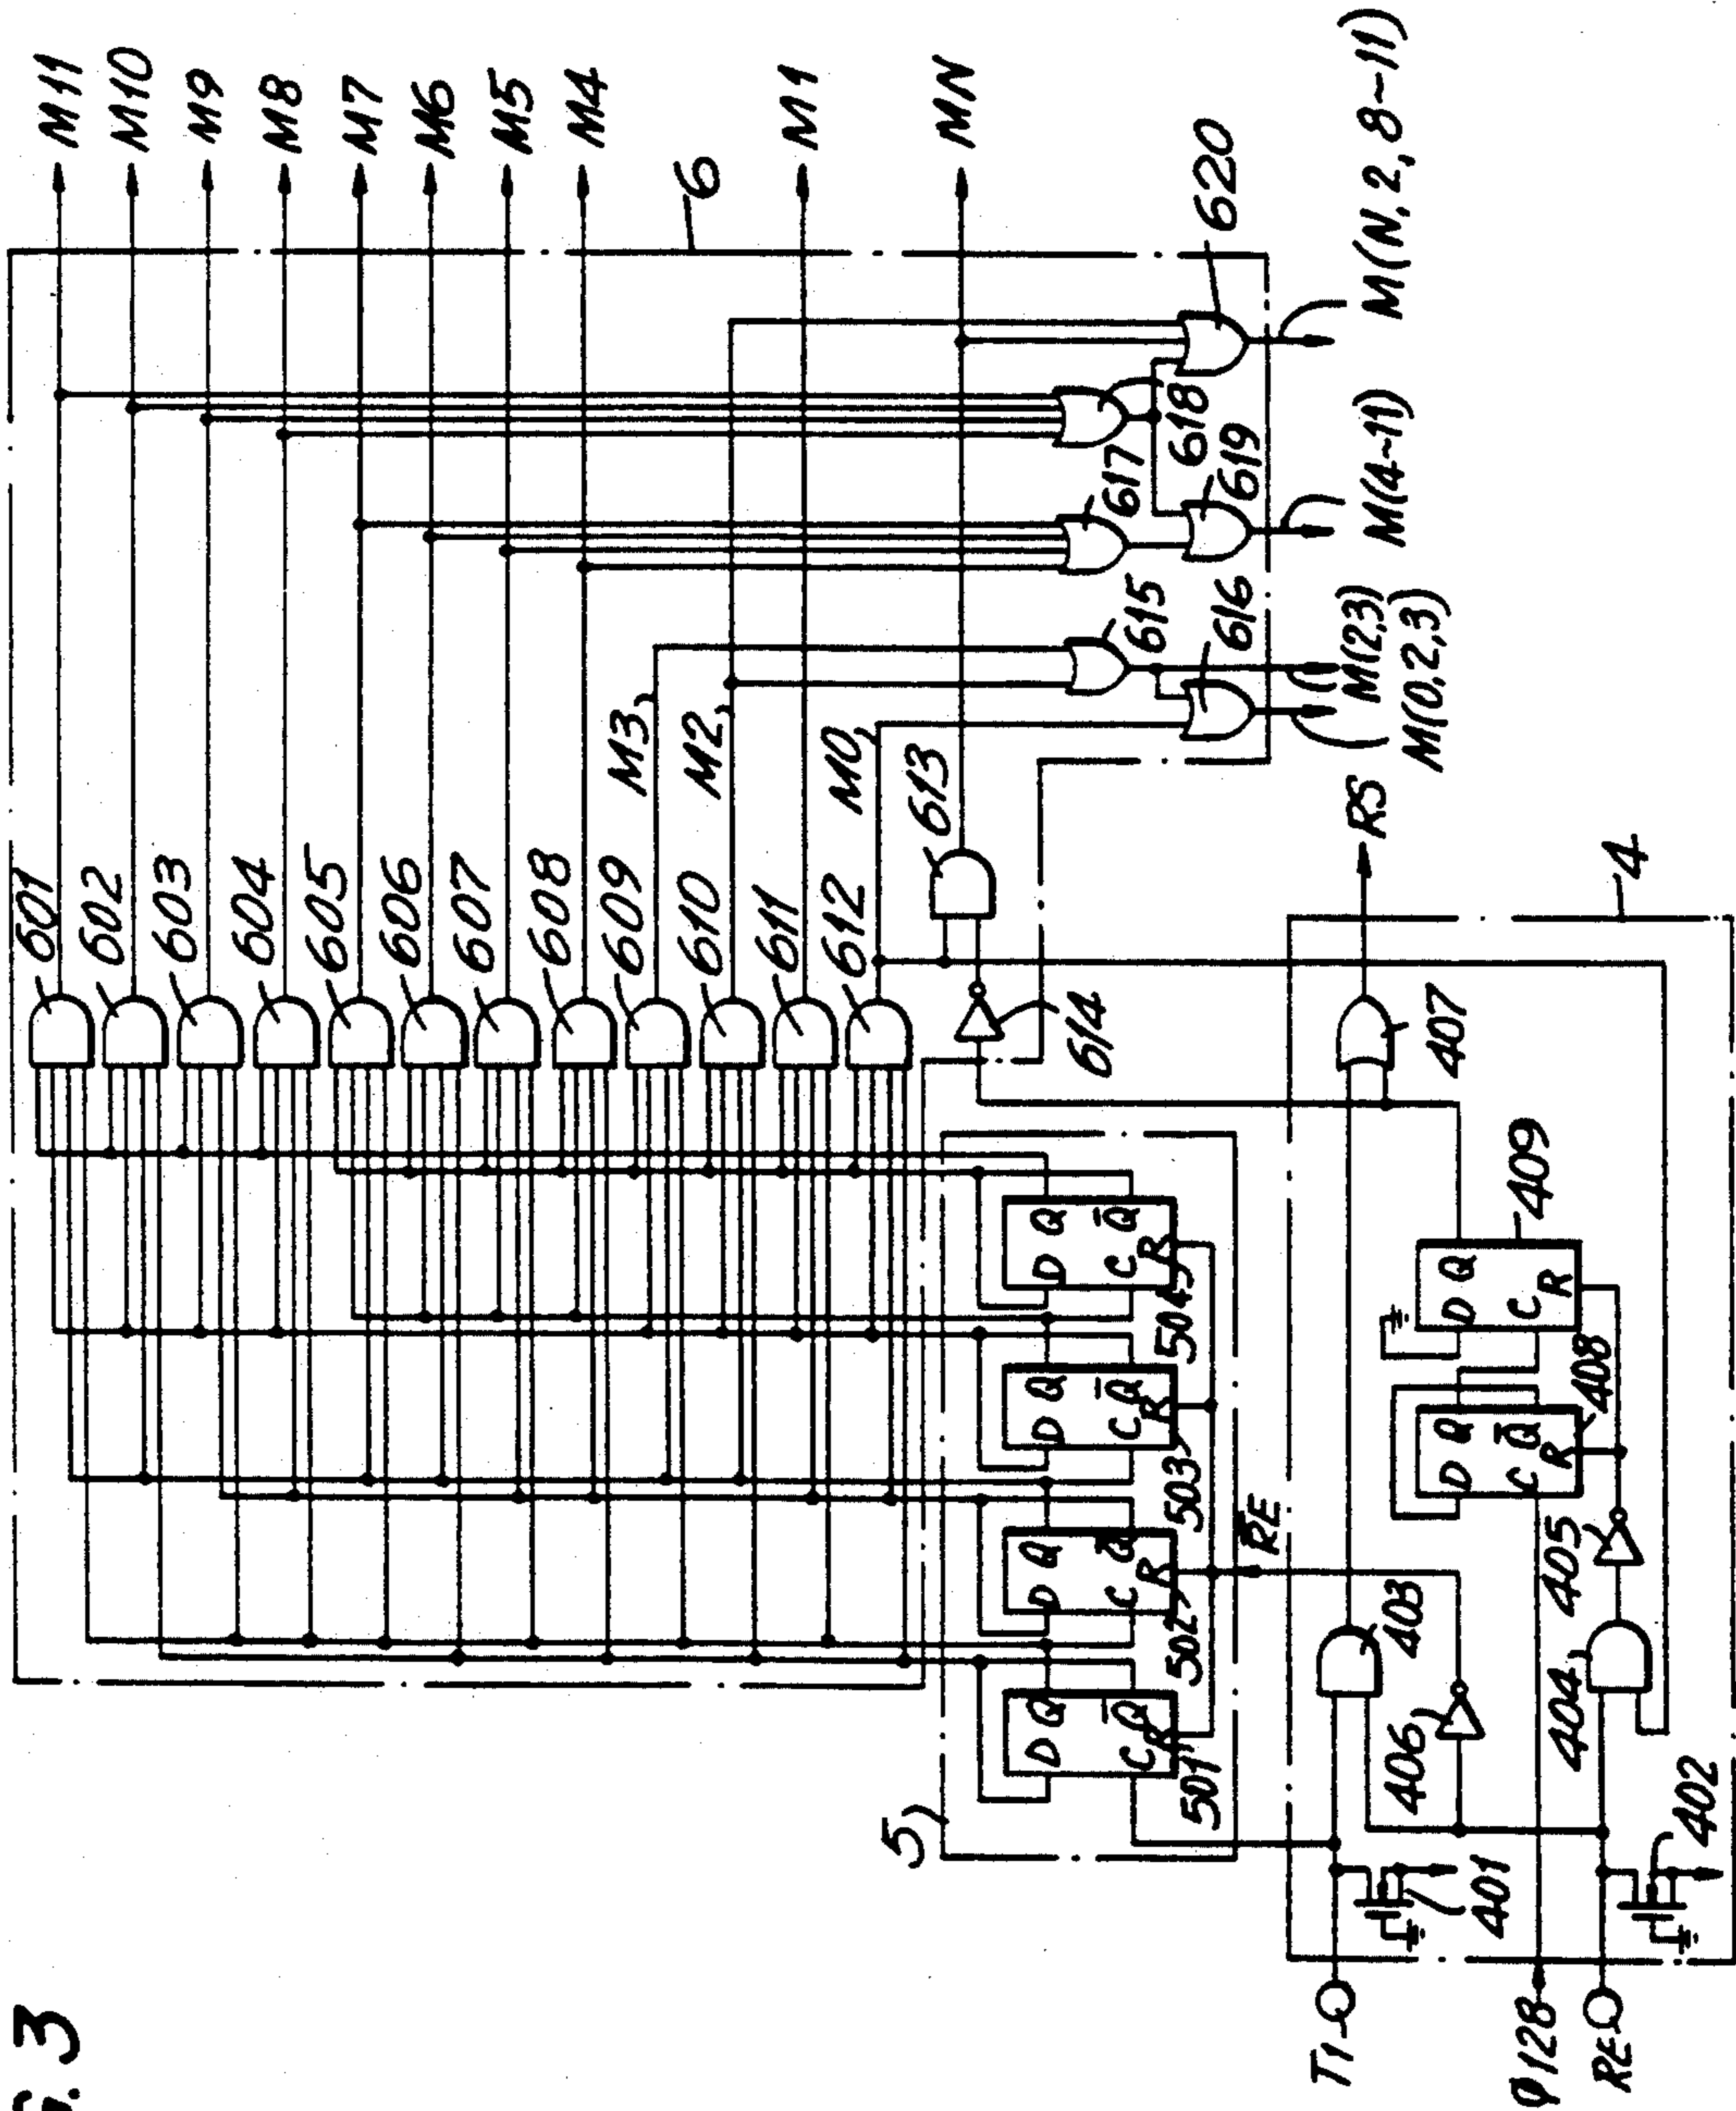 G. 3
M11
M10
M9
M8
M7
M6
M5
M4
M1
MN
6
601
602
603
604
605
606
607
608
609
610
611
612
M3
M2
M0
613
614
615
616
617
618
619
620
M(N, 2, 8~11)
M(4~11)
M(2,3)
M(0,2,3)
RS
4
5
D Q
C Q̅
R
501
D Q
C Q̅
R
502
D Q
C Q̅
R
503
D Q
C Q̅
R
504
R̅E̅
407
409
D Q
C
R
408
D Q
C Q̅
R
405
403
404
406
402
401
T1
φ128
RE